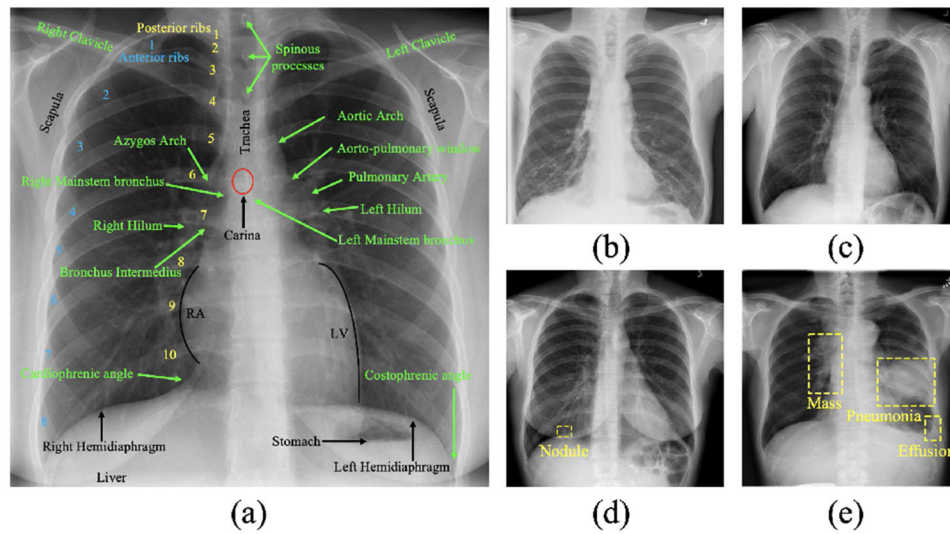 Right Clavicle
Posterior ribs
1
1
2
Anterior ribs
3
2
4
Spinous
processes
Left Clavicle
Scapula
Scapula
Trachea
3
5
Aortic Arch
Azygos Arch
6
Aorto-pulmonary window
Right Mainstem bronchus
Pulmonary Artery
4
7
Left Hilum
Right Hilum
Carina
Left Mainstem bronchus
5
8
Bronchus Intermedius
6
9
RA
LV
7
10
Cardiophrenic angle
Costophrenic angle
8
Right Hemidiaphragm
Stomach
Left Hemidiaphragm
Liver
(a)
(b)
(c)
Nodule
(d)
Mass
Pneumonia
Effusion
(e)